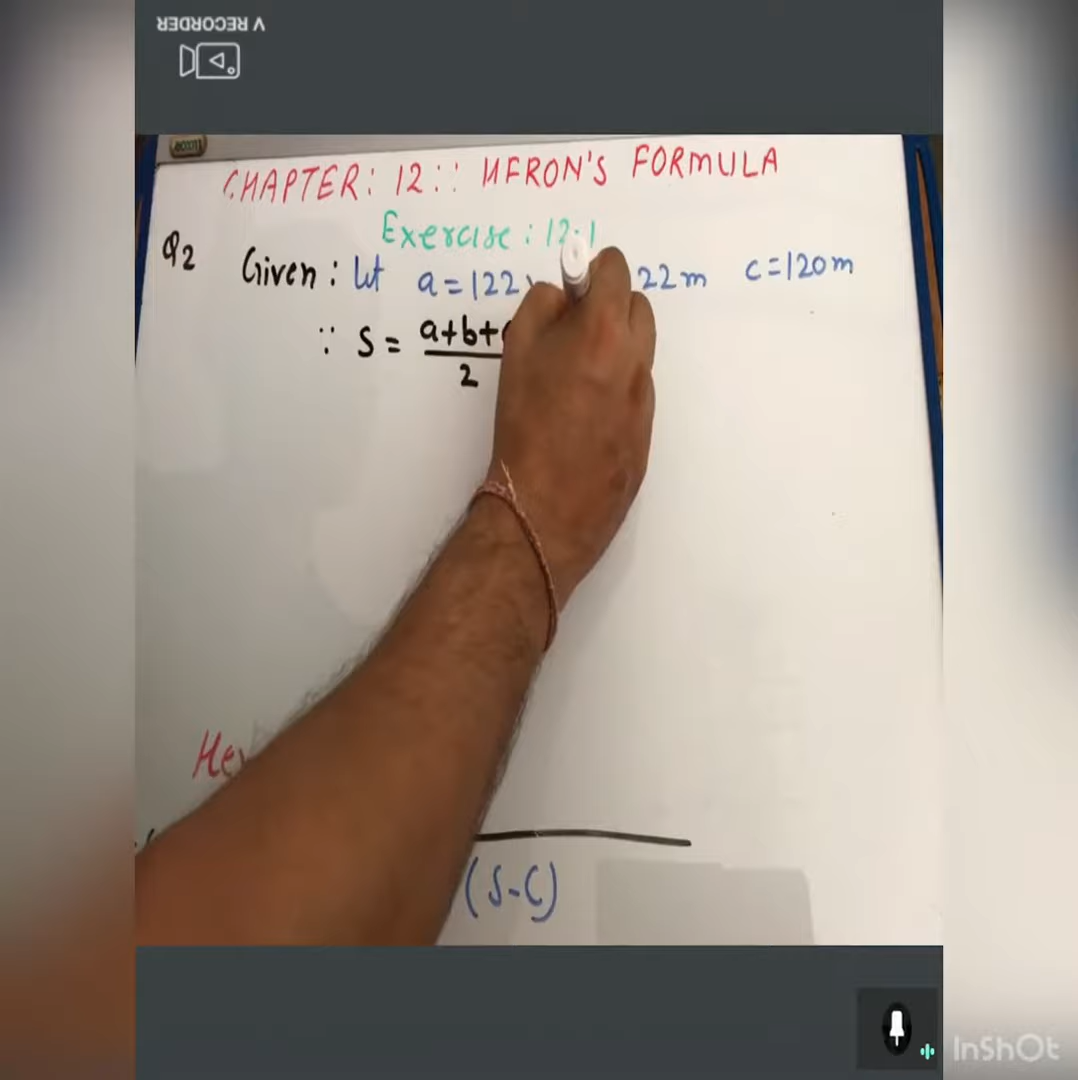 V RECORDER
CHAPTER: 12:: HERON'S FORMULA
Exercise: 12.1
Q2 Given: Let a=122 22m c=120m
∵ S = a+b+
2
(S-C)
InShOt